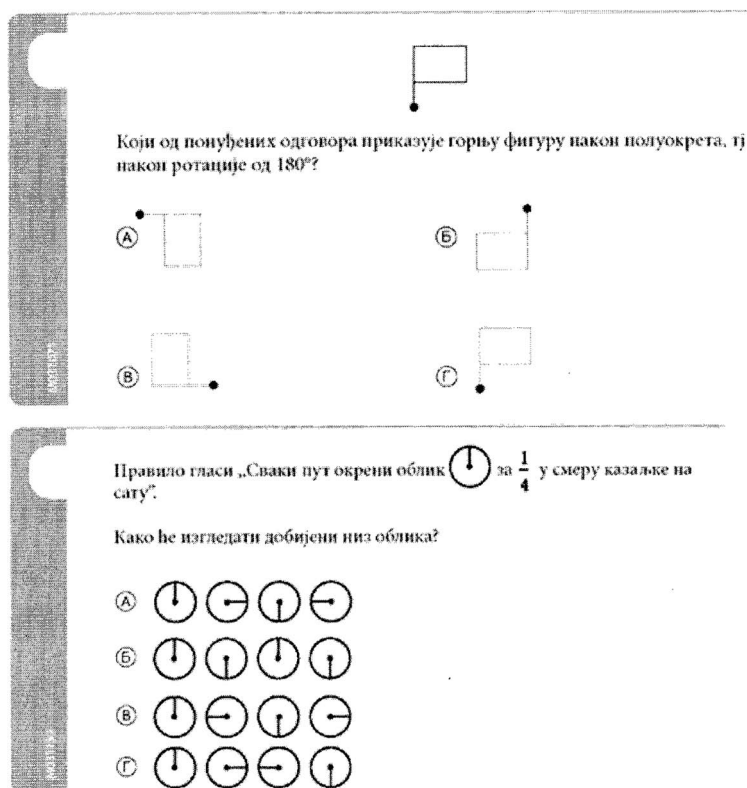 Који од понуђених одговора приказује горњу фигуру након полуокрета, тј
након ротације од 180°?
А
Б
В
Г
Правило гласи „Сваки пут окрени облик за 1/4 у смеру казаљке на
сату”.
Како ће изгледати добијени низ облика?
А
Б
В
Г